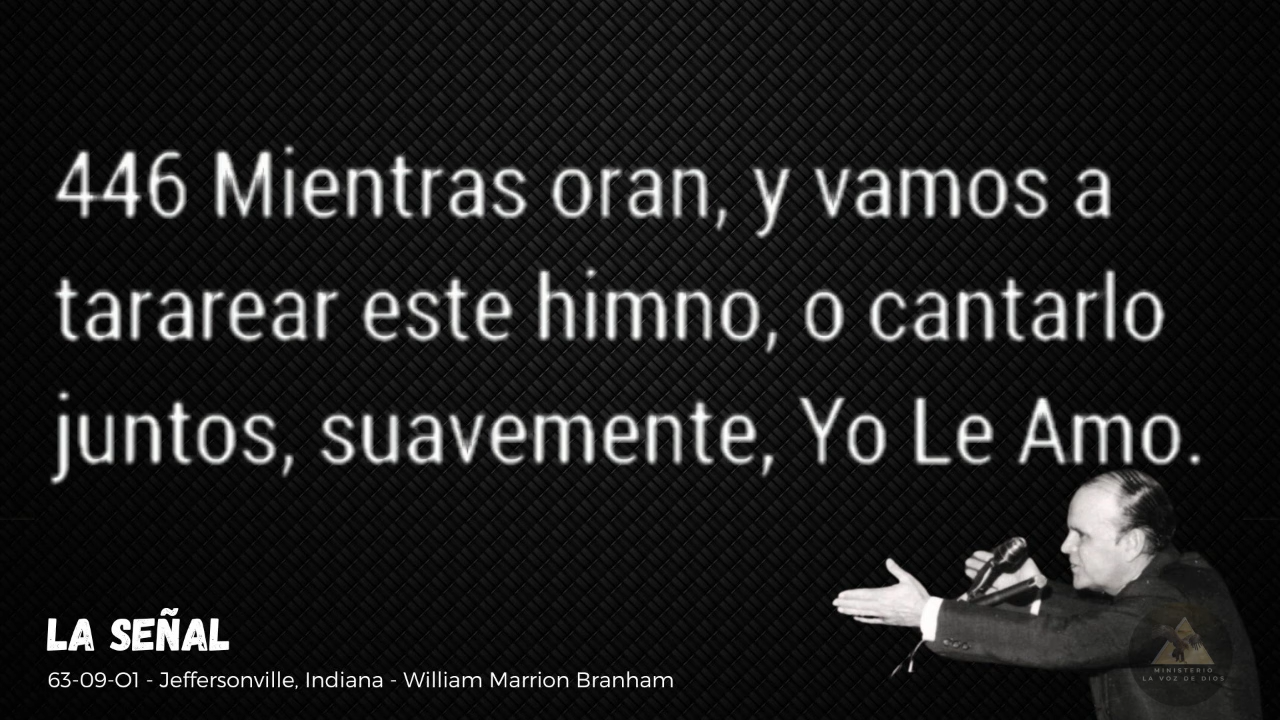 446 Mientras oran, y vamos a
tararear este himno, o cantarlo
juntos, suavemente, Yo Le Amo.
LA SEÑAL
63-09-01 - Jeffersonville, Indiana - William Marrion Branham
MINISTERIO
LA VOZ DE DIOS